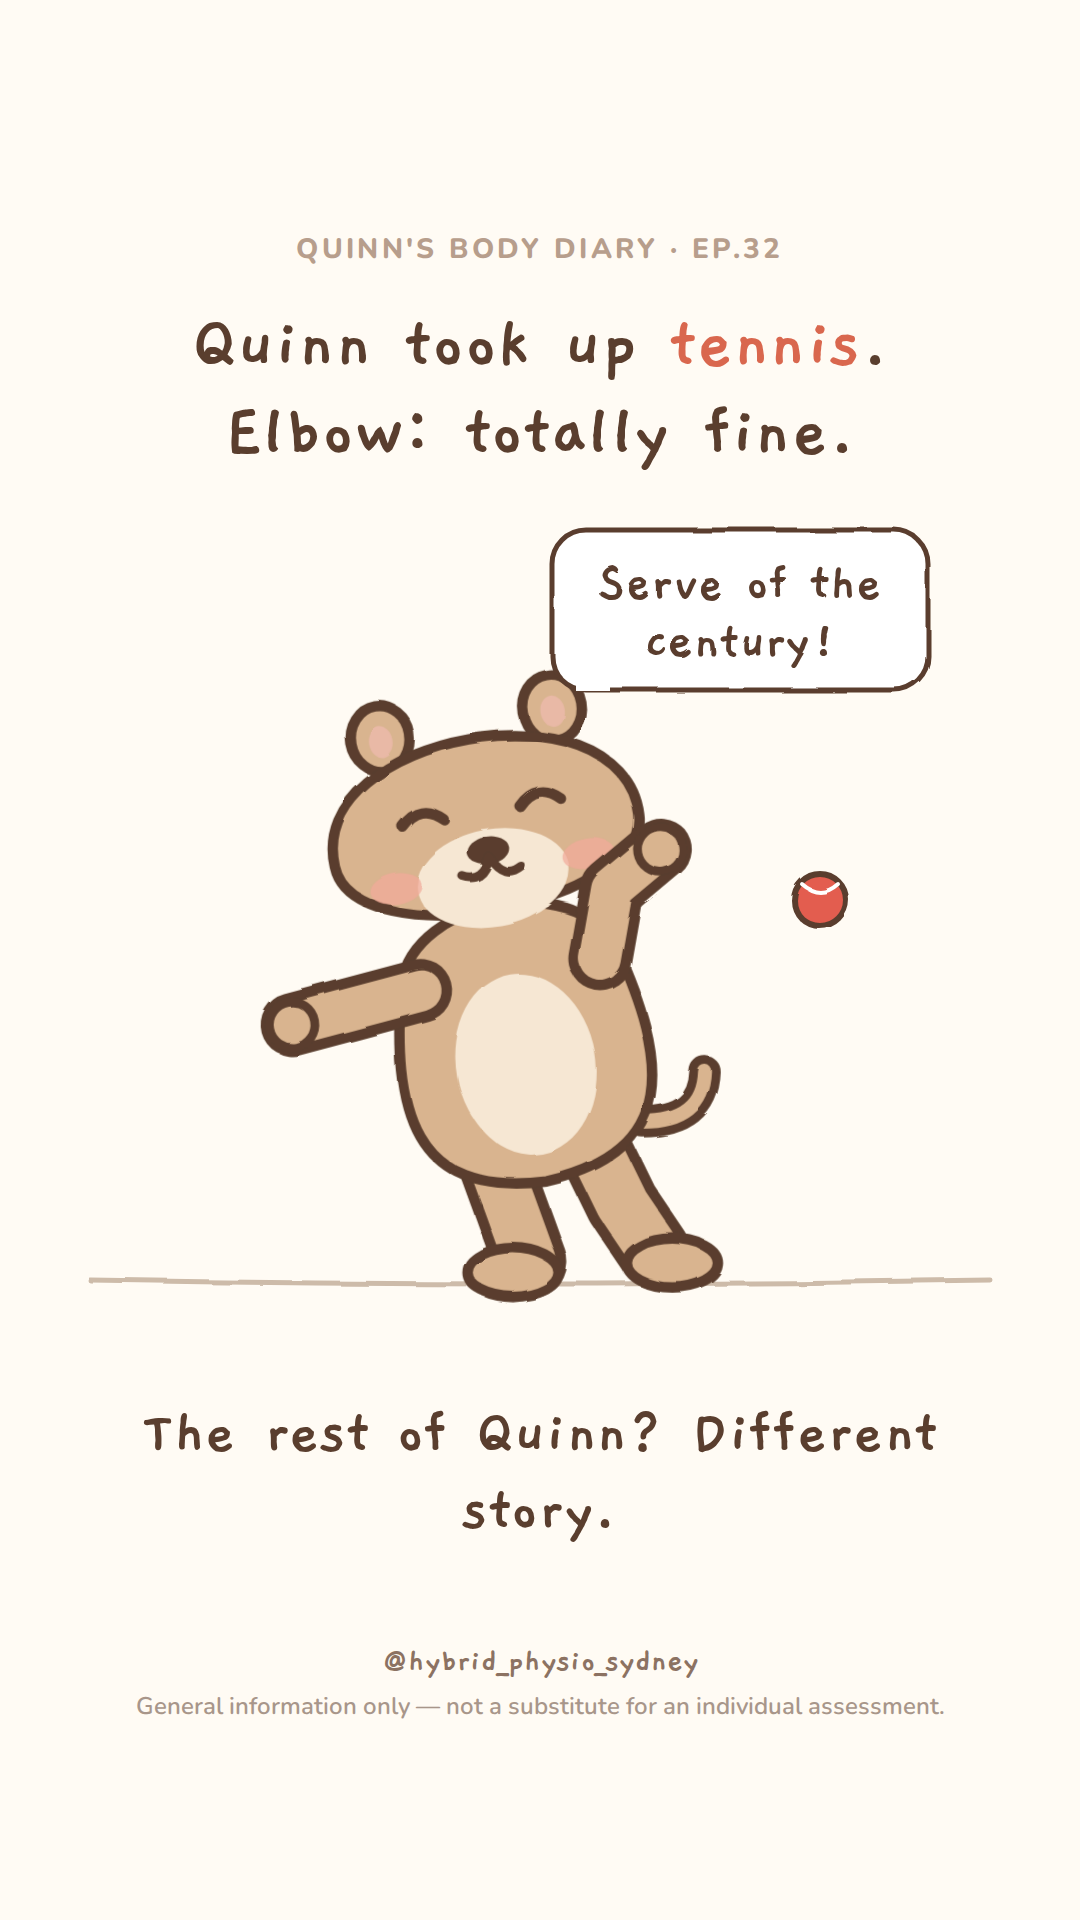 QUINN'S BODY DIARY · EP.32
Quinn took up tennis.
Elbow: totally fine.
Serve of the
century!
The rest of Quinn? Different
story.
@hybrid_physio_sydney
General information only — not a substitute for an individual assessment.